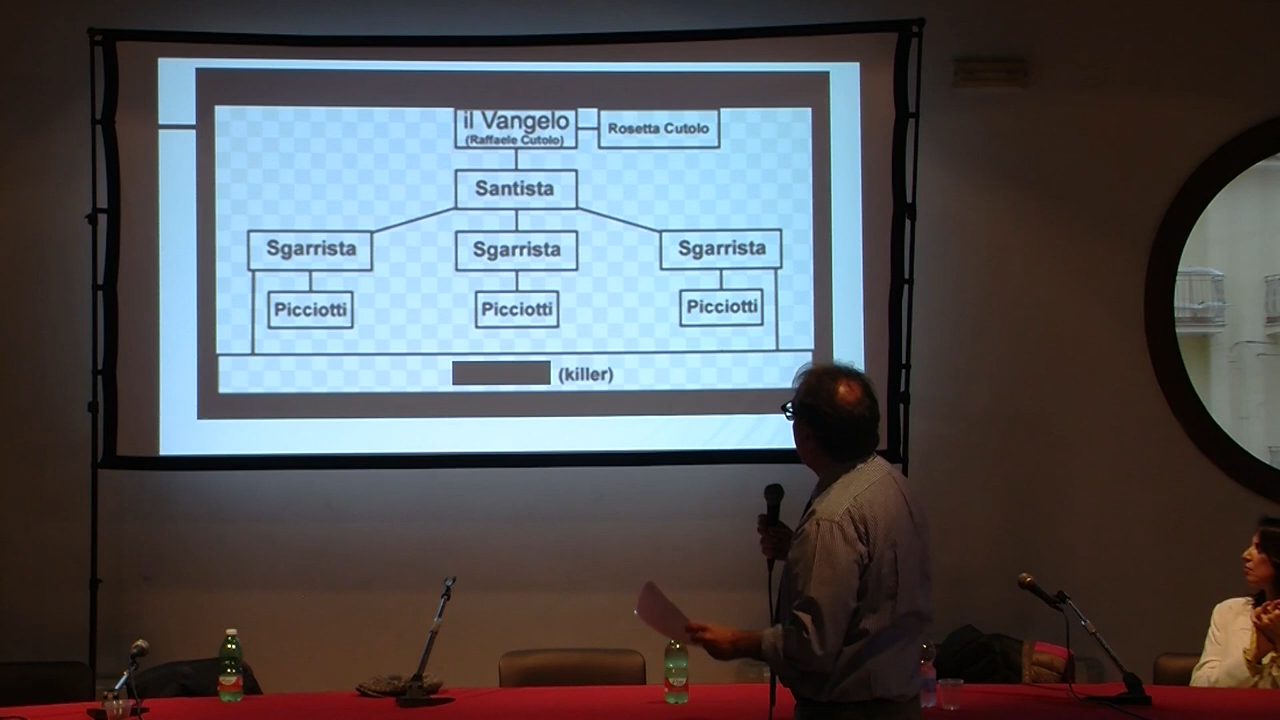 il Vangelo
(Raffaele Cutolo)
Rosetta Cutolo
Santista
Sgarrista
Sgarrista
Sgarrista
Picciotti
Picciotti
Picciotti
(killer)